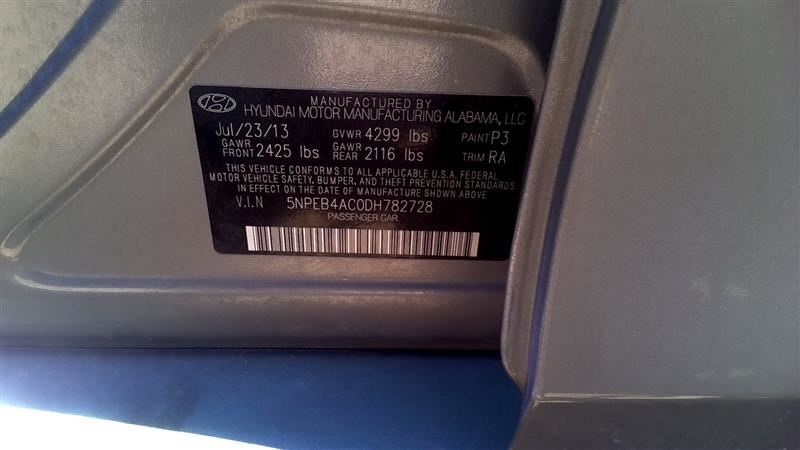 MANUFACTURED BY
HYUNDAI MOTOR MANUFACTURING ALABAMA, LLC
Jul/23/13 GVWR 4299 lbs PAINT P3
GAWR FRONT 2425 lbs GAWR REAR 2116 lbs TRIM RA
THIS VEHICLE CONFORMS TO ALL APPLICABLE U.S.A. FEDERAL
MOTOR VEHICLE SAFETY, BUMPER, AND THEFT PREVENTION STANDARDS
IN EFFECT ON THE DATE OF MANUFACTURE SHOWN ABOVE
V.I.N 5NPEB4AC0DH782728
PASSENGER CAR